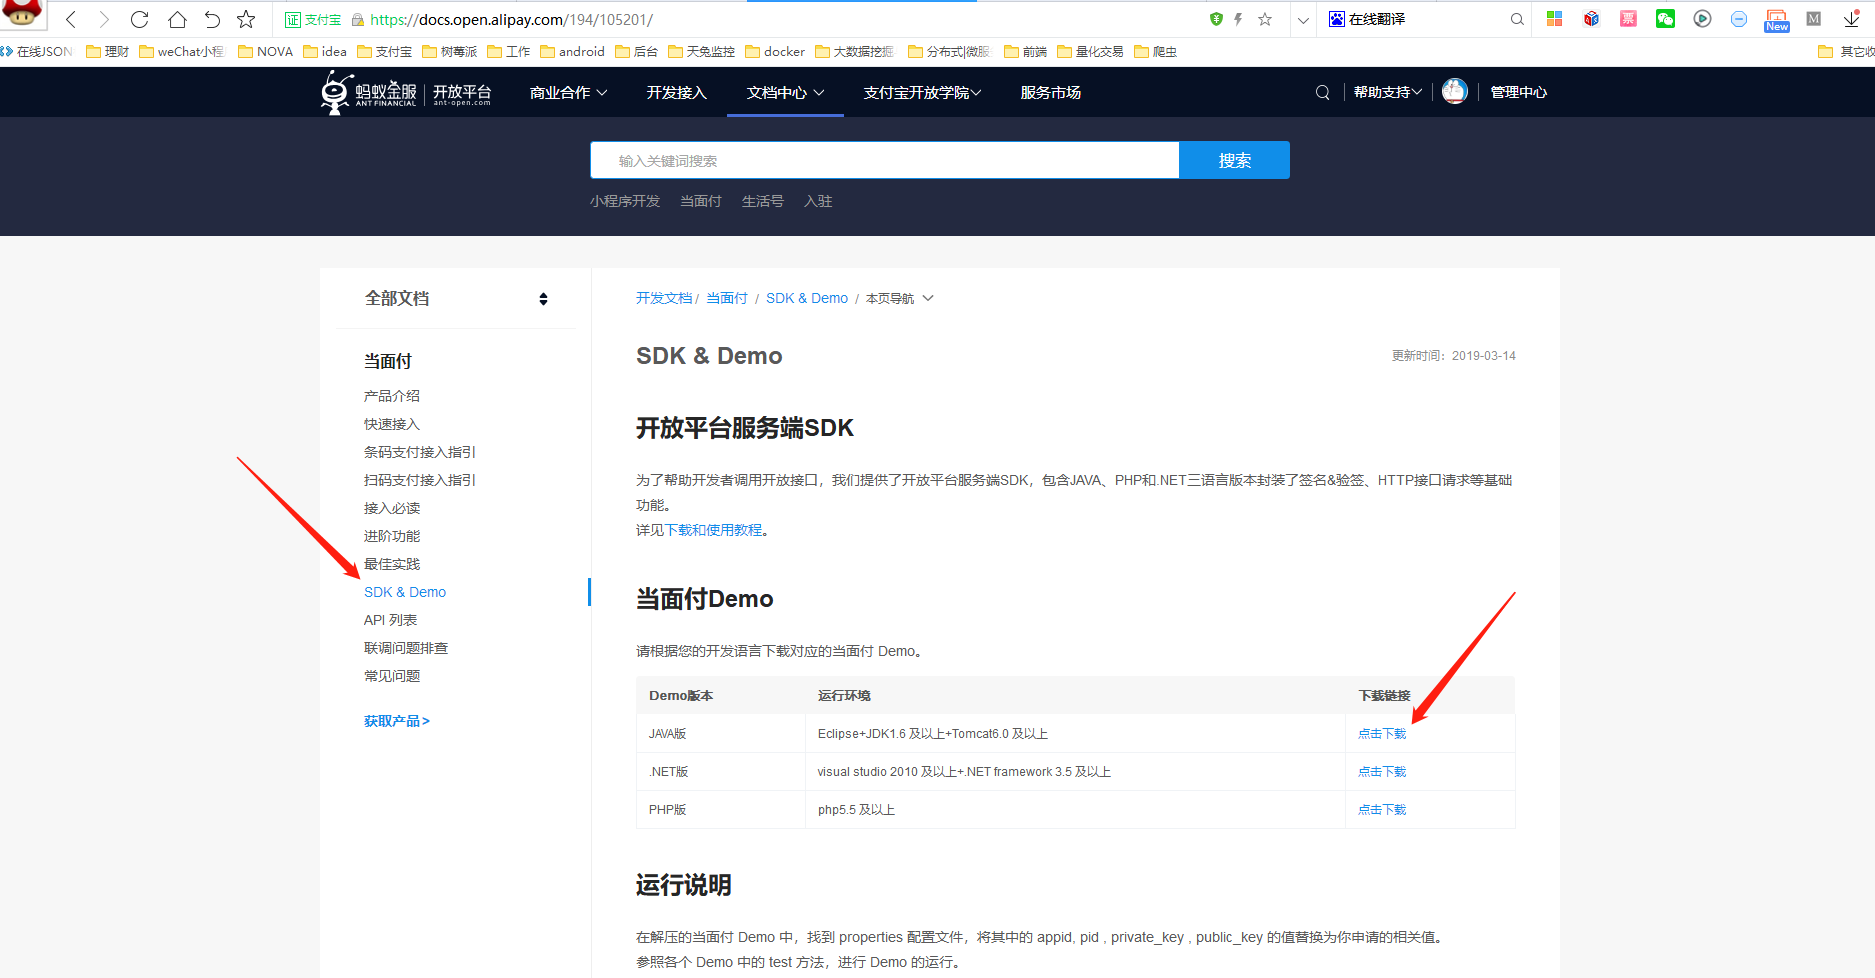 证 支付宝 https://docs.open.alipay.com/194/105201/
在线翻译
票
New
M
在线JSON 理财 weChat小程 NOVA idea 支付宝 树莓派 工作 android 后台 天兔监控 docker 大数据挖掘 分布式|微服 前端 量化交易 爬虫 其它收
蚂蚁金服 ANT FINANCIAL 开放平台 ant-open.com 商业合作 开发接入 文档中心 支付宝开放学院 服务市场 帮助支持 管理中心
输入关键词搜索 搜索
小程序开发 当面付 生活号 入驻
全部文档
当面付
产品介绍
快速接入
条码支付接入指引
扫码支付接入指引
接入必读
进阶功能
最佳实践
SDK & Demo
API 列表
联调问题排查
常见问题
获取产品>
开发文档 / 当面付 / SDK & Demo / 本页导航
SDK & Demo
更新时间：2019-03-14
开放平台服务端SDK
为了帮助开发者调用开放接口，我们提供了开放平台服务端SDK，包含JAVA、PHP和.NET三语言版本封装了签名&验签、HTTP接口请求等基础
功能。
详见下载和使用教程。
当面付Demo
请根据您的开发语言下载对应的当面付 Demo。
Demo版本 运行环境 下载链接
JAVA版 Eclipse+JDK1.6 及以上+Tomcat6.0 及以上 点击下载
.NET版 visual studio 2010 及以上+.NET framework 3.5 及以上 点击下载
PHP版 php5.5 及以上 点击下载
运行说明
在解压的当面付 Demo 中，找到 properties 配置文件，将其中的 appid, pid , private_key , public_key 的值替换为你申请的相关值。
参照各个 Demo 中的 test 方法，进行 Demo 的运行。